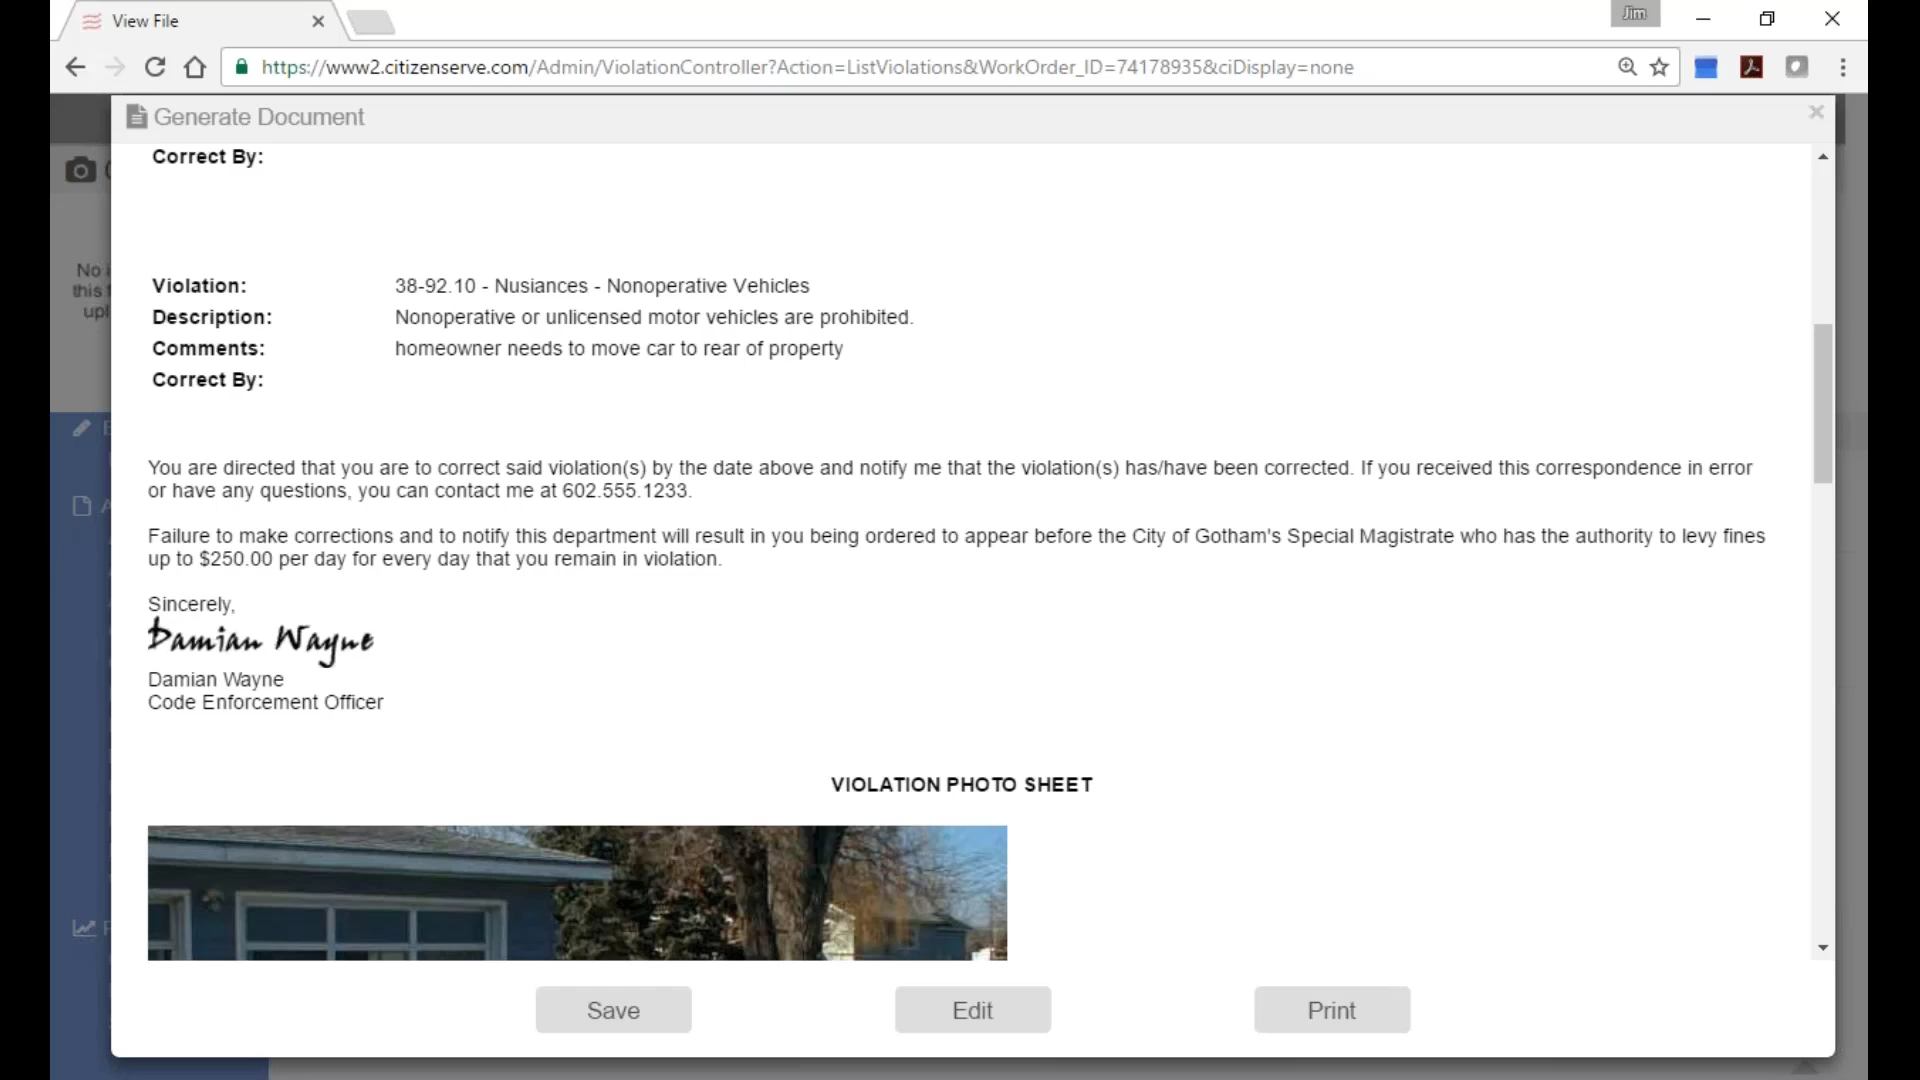 View File
Jim
https://www2.citizenserve.com/Admin/ViolationController?Action=ListViolations&WorkOrder_ID=74178935&ciDisplay=none
Generate Document
Correct By:
No i
this f
upl
Violation: 38-92.10 - Nusiances - Nonoperative Vehicles
Description: Nonoperative or unlicensed motor vehicles are prohibited.
Comments: homeowner needs to move car to rear of property
Correct By:
You are directed that you are to correct said violation(s) by the date above and notify me that the violation(s) has/have been corrected. If you received this correspondence in error
or have any questions, you can contact me at 602.555.1233.
Failure to make corrections and to notify this department will result in you being ordered to appear before the City of Gotham's Special Magistrate who has the authority to levy fines
up to $250.00 per day for every day that you remain in violation.
Sincerely,
Damian Wayne
Damian Wayne
Code Enforcement Officer
VIOLATION PHOTO SHEET
Save Edit Print